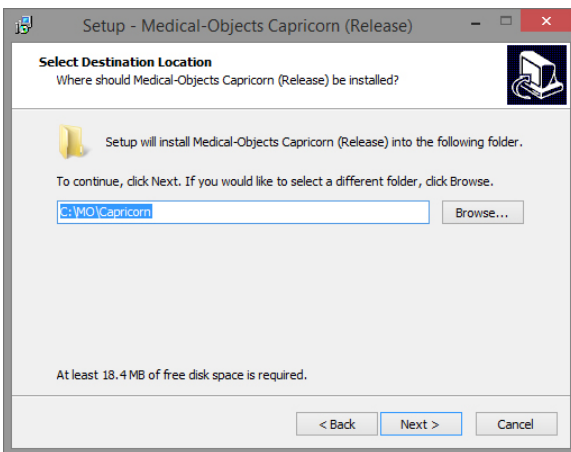 Setup - Medical-Objects Capricorn (Release)
Select Destination Location
Where should Medical-Objects Capricorn (Release) be installed?
Setup will install Medical-Objects Capricorn (Release) into the following folder.
To continue, click Next. If you would like to select a different folder, click Browse.
C:\MO\Capricorn
Browse...
At least 18.4 MB of free disk space is required.
< Back Next > Cancel